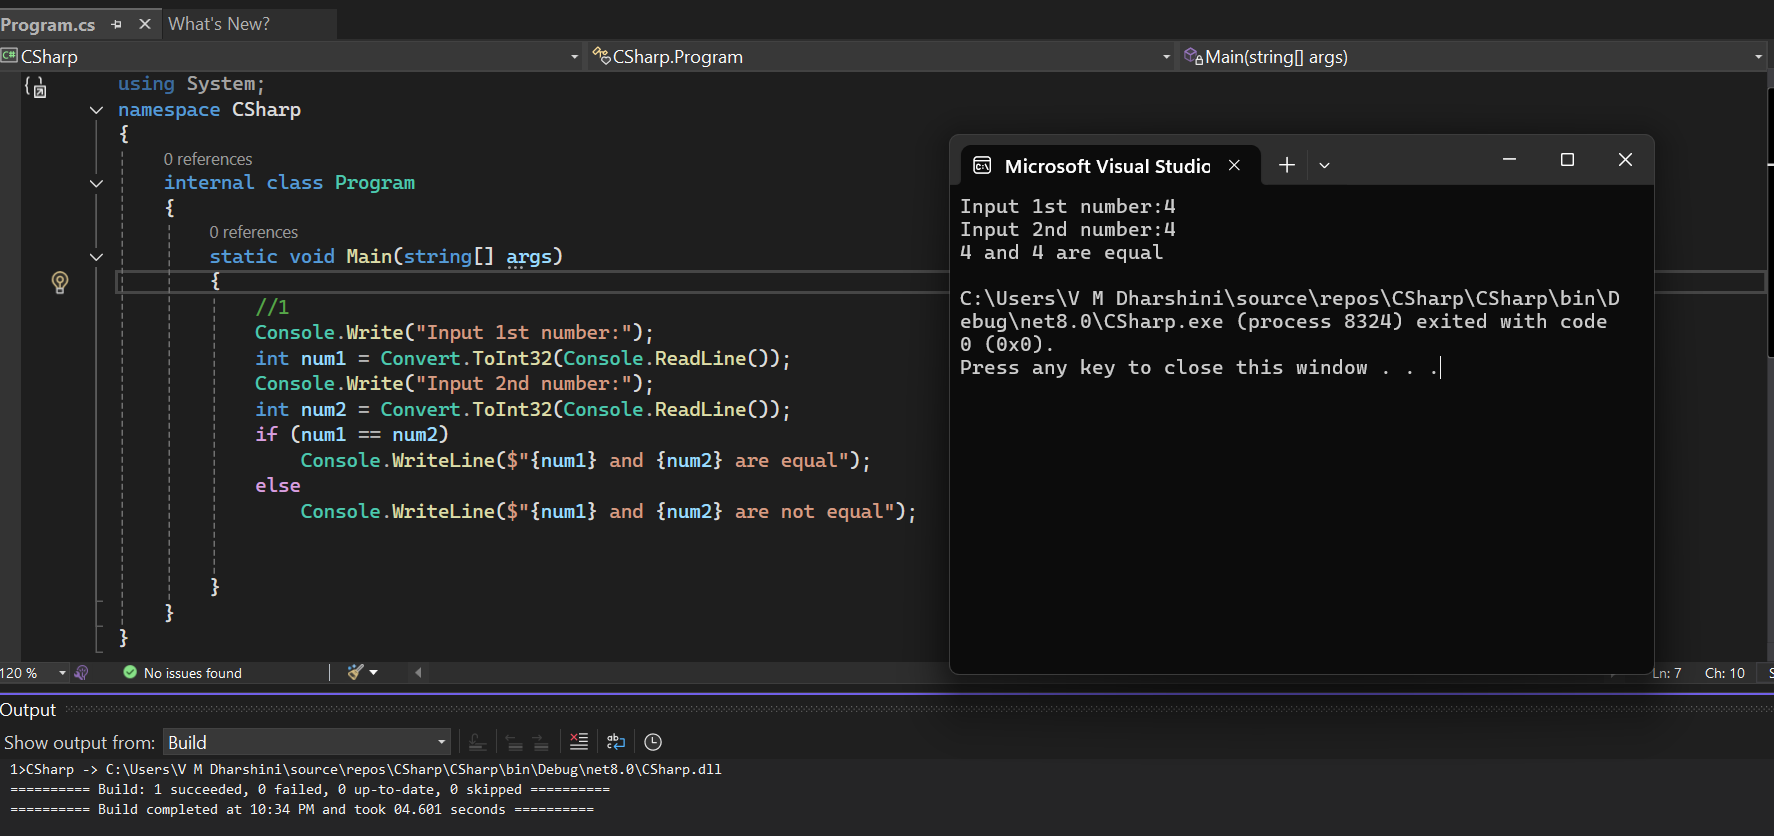 Program.cs What's New?
CSharp CSharp.Program Main(string[] args)
using System;
namespace CSharp
{
0 references
internal class Program
{
0 references
static void Main(string[] args)
{
//1
Console.Write("Input 1st number:");
int num1 = Convert.ToInt32(Console.ReadLine());
Console.Write("Input 2nd number:");
int num2 = Convert.ToInt32(Console.ReadLine());
if (num1 == num2)
Console.WriteLine($"{num1} and {num2} are equal");
else
Console.WriteLine($"{num1} and {num2} are not equal");
}
}
}
Microsoft Visual Studio
Input 1st number:4
Input 2nd number:4
4 and 4 are equal
C:\Users\V M Dharshini\source\repos\CSharp\CSharp\bin\D
ebug\net8.0\CSharp.exe (process 8324) exited with code
0 (0x0).
Press any key to close this window . . .
120 % No issues found Ln: 7 Ch: 10
Output
Show output from: Build
1>CSharp -> C:\Users\V M Dharshini\source\repos\CSharp\CSharp\bin\Debug\net8.0\CSharp.dll
========== Build: 1 succeeded, 0 failed, 0 up-to-date, 0 skipped ==========
========== Build completed at 10:34 PM and took 04.601 seconds ==========